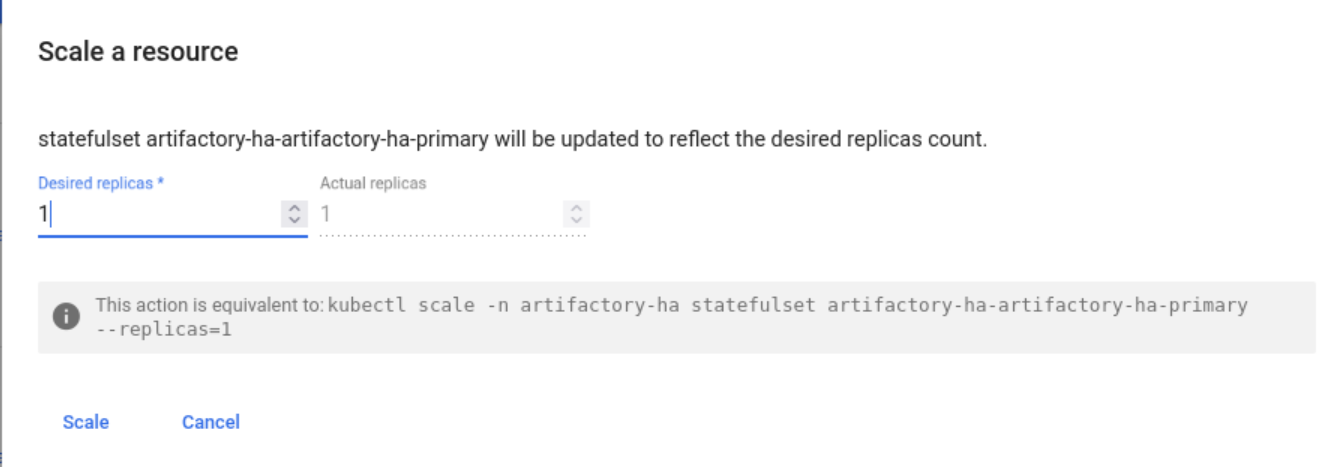 Scale a resource
statefulset artifactory-ha-artifactory-ha-primary will be updated to reflect the desired replicas count.
Desired replicas * Actual replicas
1 1
This action is equivalent to: kubectl scale -n artifactory-ha statefulset artifactory-ha-artifactory-ha-primary
--replicas=1
Scale Cancel